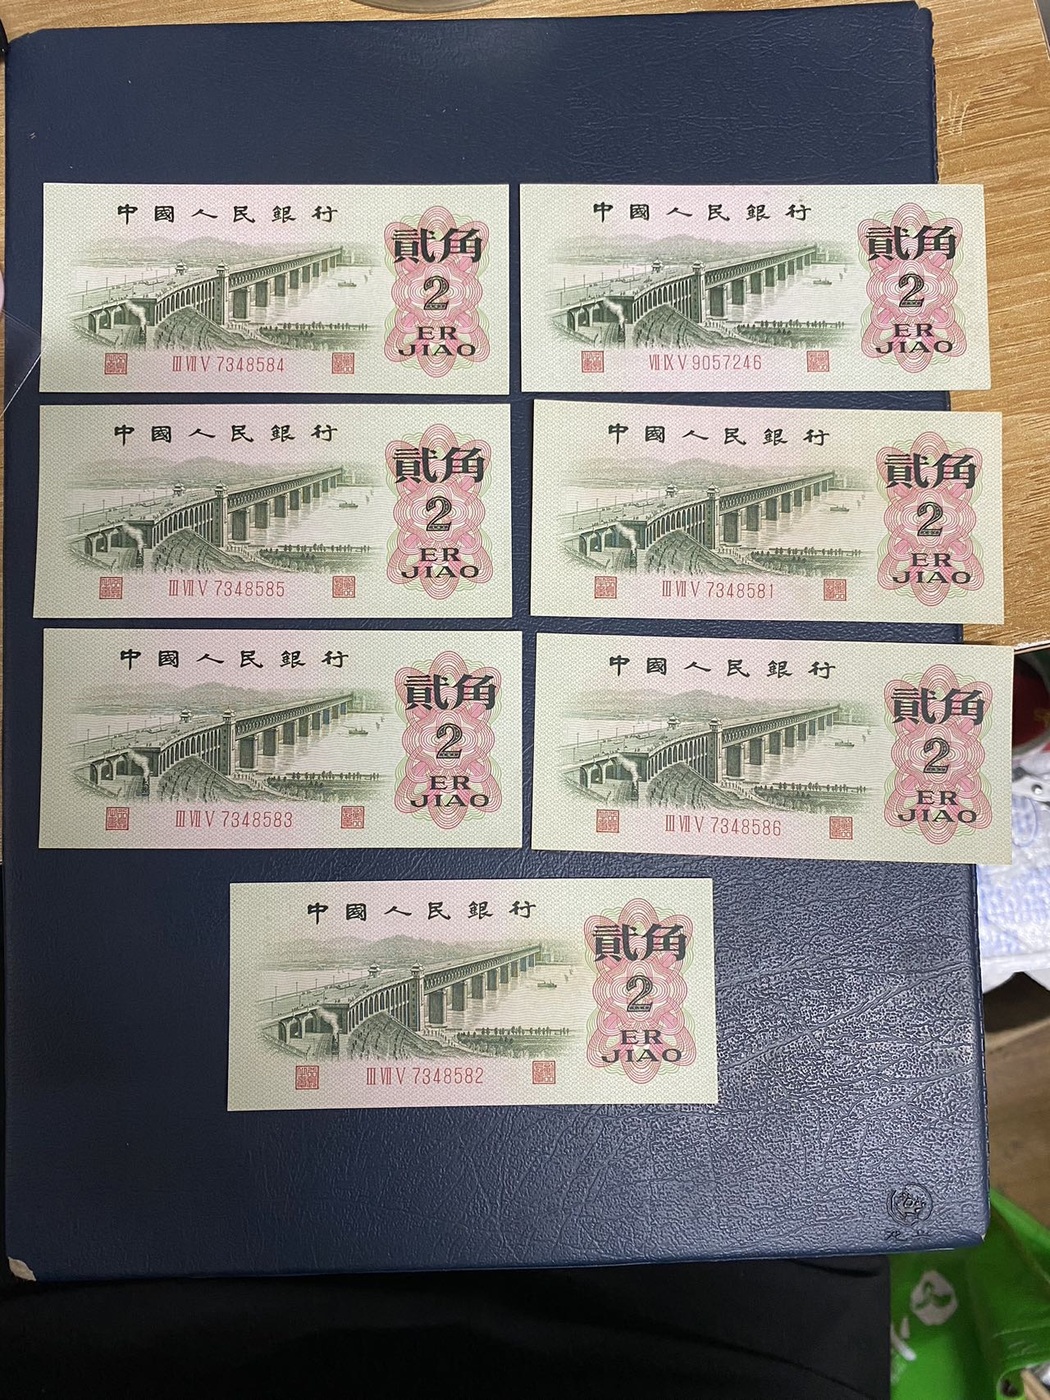 中國人民銀行
貳角
2
ER
JIAO
III VII V 7348584
中國人民銀行
貳角
2
ER
JIAO
VII IX V 9057246
中國人民銀行
貳角
2
ER
JIAO
III VII V 7348585
中國人民銀行
貳角
2
ER
JIAO
III VII V 7348581
中國人民銀行
貳角
2
ER
JIAO
III VII V 7348583
中國人民銀行
貳角
2
ER
JIAO
III VII V 7348586
中國人民銀行
貳角
2
ER
JIAO
III VII V 7348582